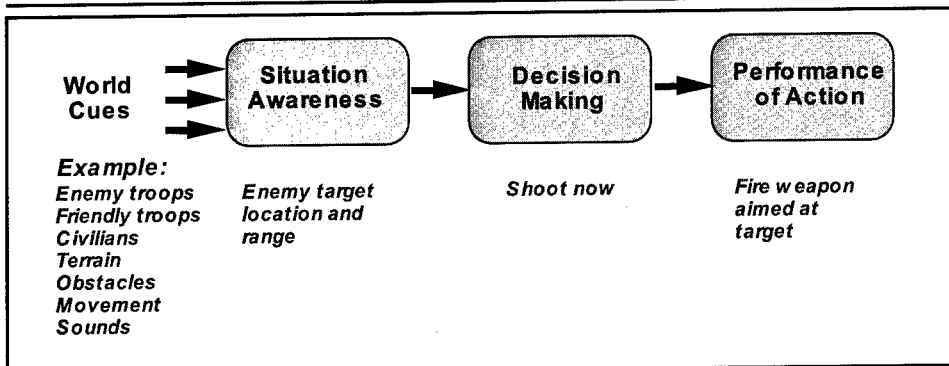 World
Cues
Situation
Awareness
Decision
Making
Performance
of Action
Example:
Enemy troops
Friendly troops
Civilians
Terrain
Obstacles
Movement
Sounds
Enemy target
location and
range
Shoot now
Fire weapon
aimed at
target